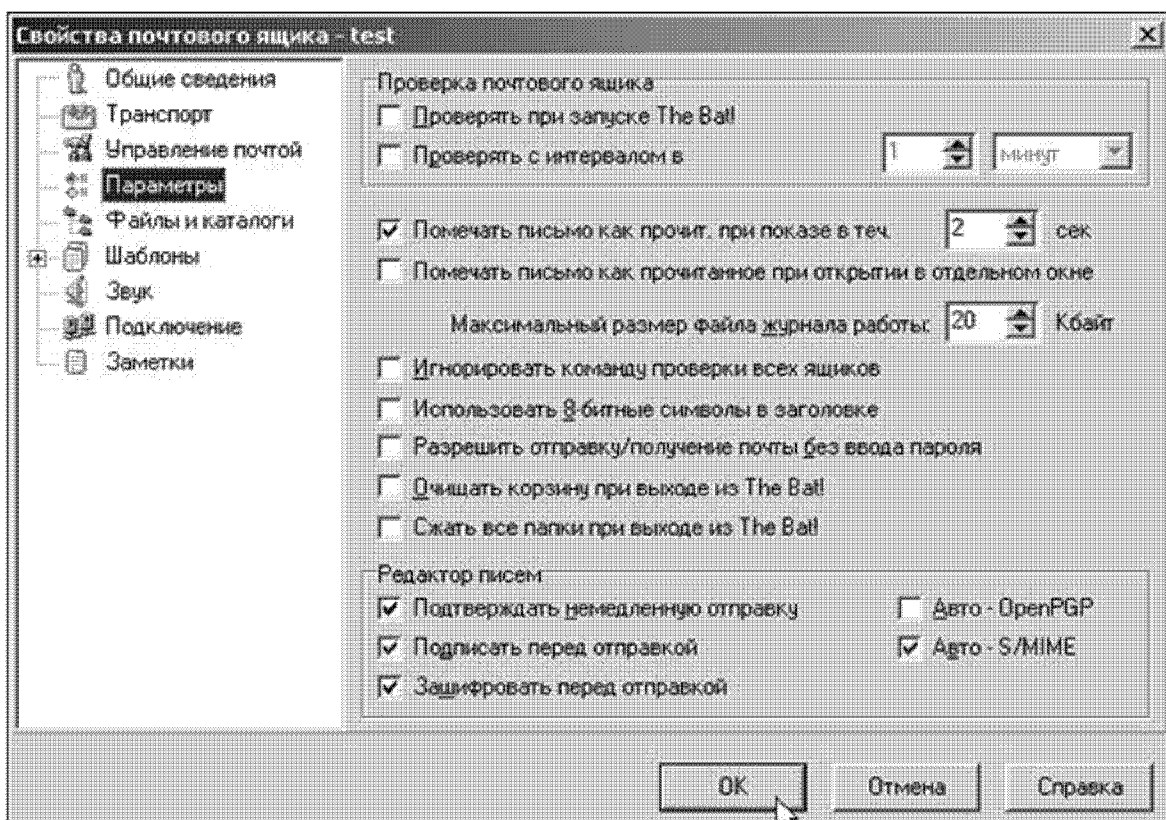 Свойства почтового ящика - test
Общие сведения
Транспорт
Управление почтой
Параметры
Файлы и каталоги
Шаблоны
Звук
Подключение
Заметки
Проверка почтового ящика
Проверять при запуске The Bat!
Проверять с интервалом в 1 минут
Помечать письмо как прочит. при показе в теч. 2 сек
Помечать письмо как прочитанное при открытии в отдельном окне
Максимальный размер файла журнала работы: 20 Кбайт
Игнорировать команду проверки всех ящиков
Использовать 8-битные символы в заголовке
Разрешить отправку/получение почты без ввода пароля
Очищать корзину при выходе из The Bat!
Сжать все папки при выходе из The Bat!
Редактор писем
Подтверждать немедленную отправку Авто - OpenPGP
Подписать перед отправкой Авто - S/MIME
Зашифровать перед отправкой
OK Отмена Справка